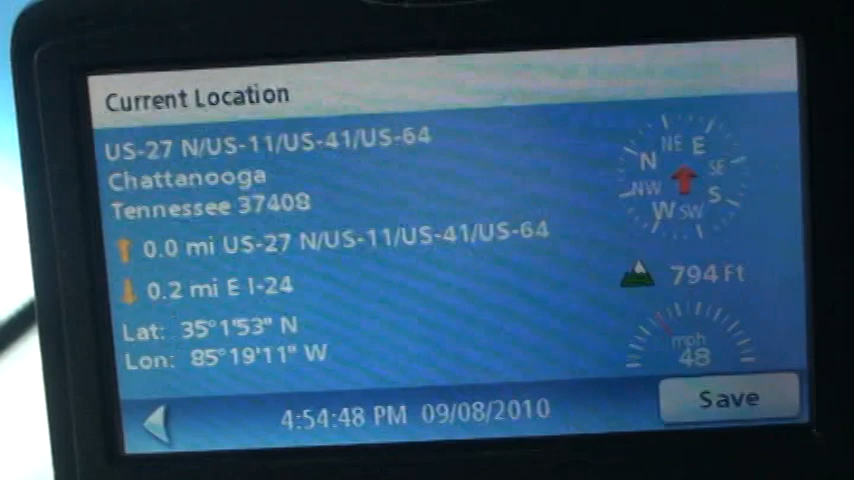 Current Location
US-27 N/US-11/US-41/US-64
Chattanooga
Tennessee 37408
0.0 mi US-27 N/US-11/US-41/US-64
0.2 mi E I-24
Lat: 35°1'53" N
Lon: 85°19'11" W
N NE E
SE
S
NW
W SW
794 Ft
mph
48
4:54:48 PM 09/08/2010
Save